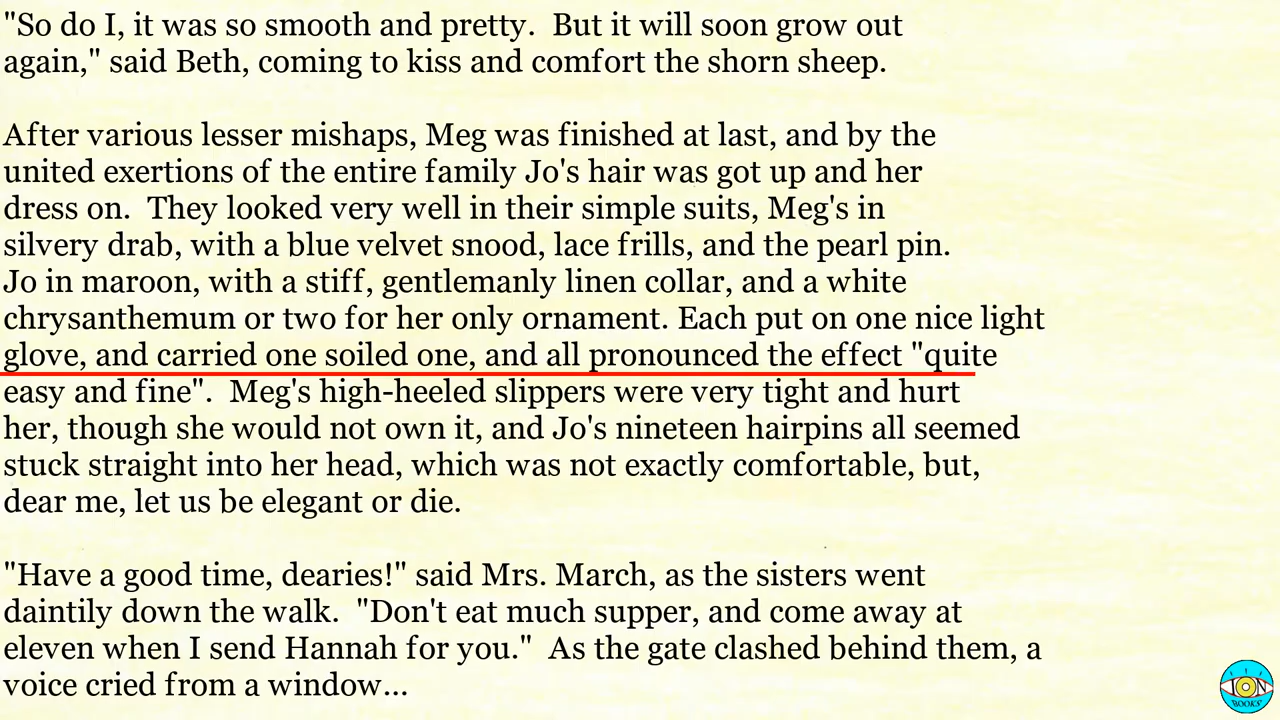 "So do I, it was so smooth and pretty.  But it will soon grow out
again," said Beth, coming to kiss and comfort the shorn sheep.

After various lesser mishaps, Meg was finished at last, and by the
united exertions of the entire family Jo's hair was got up and her
dress on.  They looked very well in their simple suits, Meg's in
silvery drab, with a blue velvet snood, lace frills, and the pearl pin.
Jo in maroon, with a stiff, gentlemanly linen collar, and a white
chrysanthemum or two for her only ornament. Each put on one nice light
glove, and carried one soiled one, and all pronounced the effect "quite
easy and fine".  Meg's high-heeled slippers were very tight and hurt
her, though she would not own it, and Jo's nineteen hairpins all seemed
stuck straight into her head, which was not exactly comfortable, but,
dear me, let us be elegant or die.

"Have a good time, dearies!" said Mrs. March, as the sisters went
daintily down the walk.  "Don't eat much supper, and come away at
eleven when I send Hannah for you."  As the gate clashed behind them, a
voice cried from a window...
ION
BOOKS